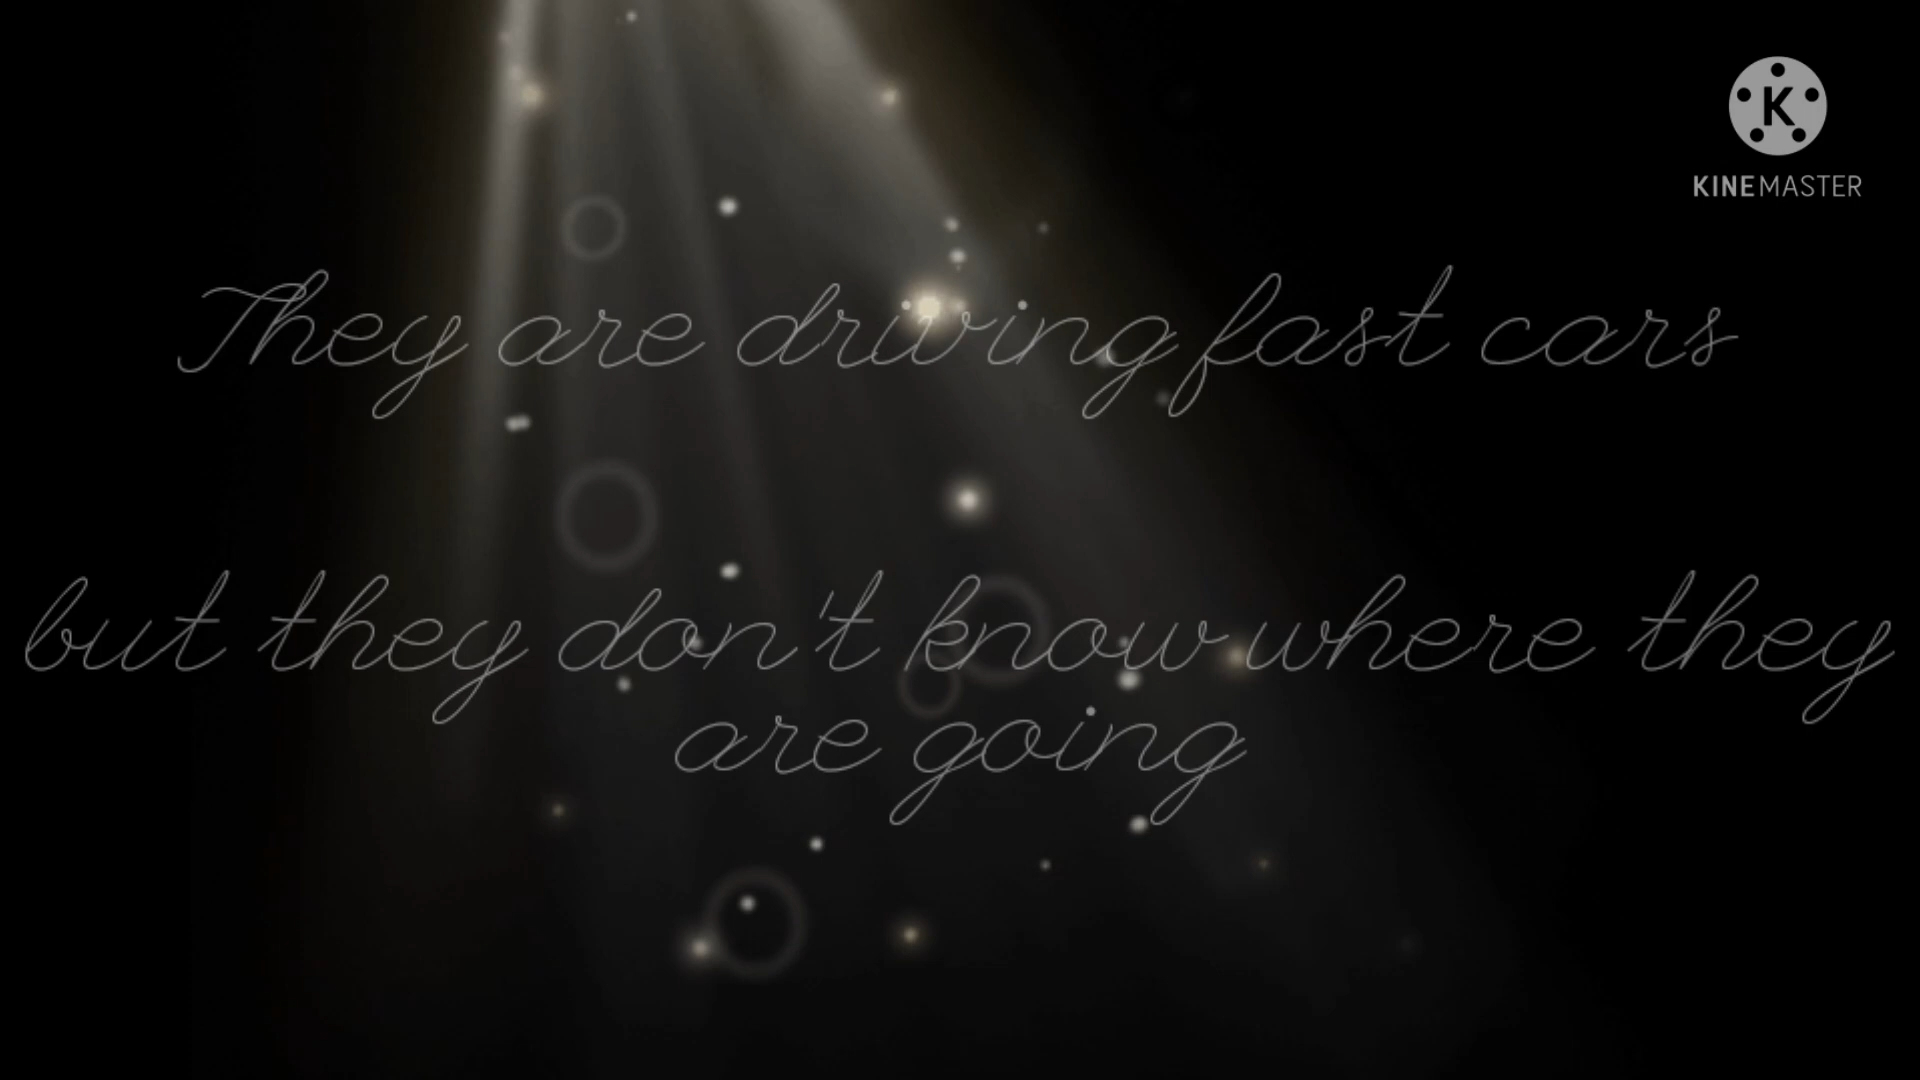 KINEMASTER
They are driving fast cars
but they don't know where they
are going